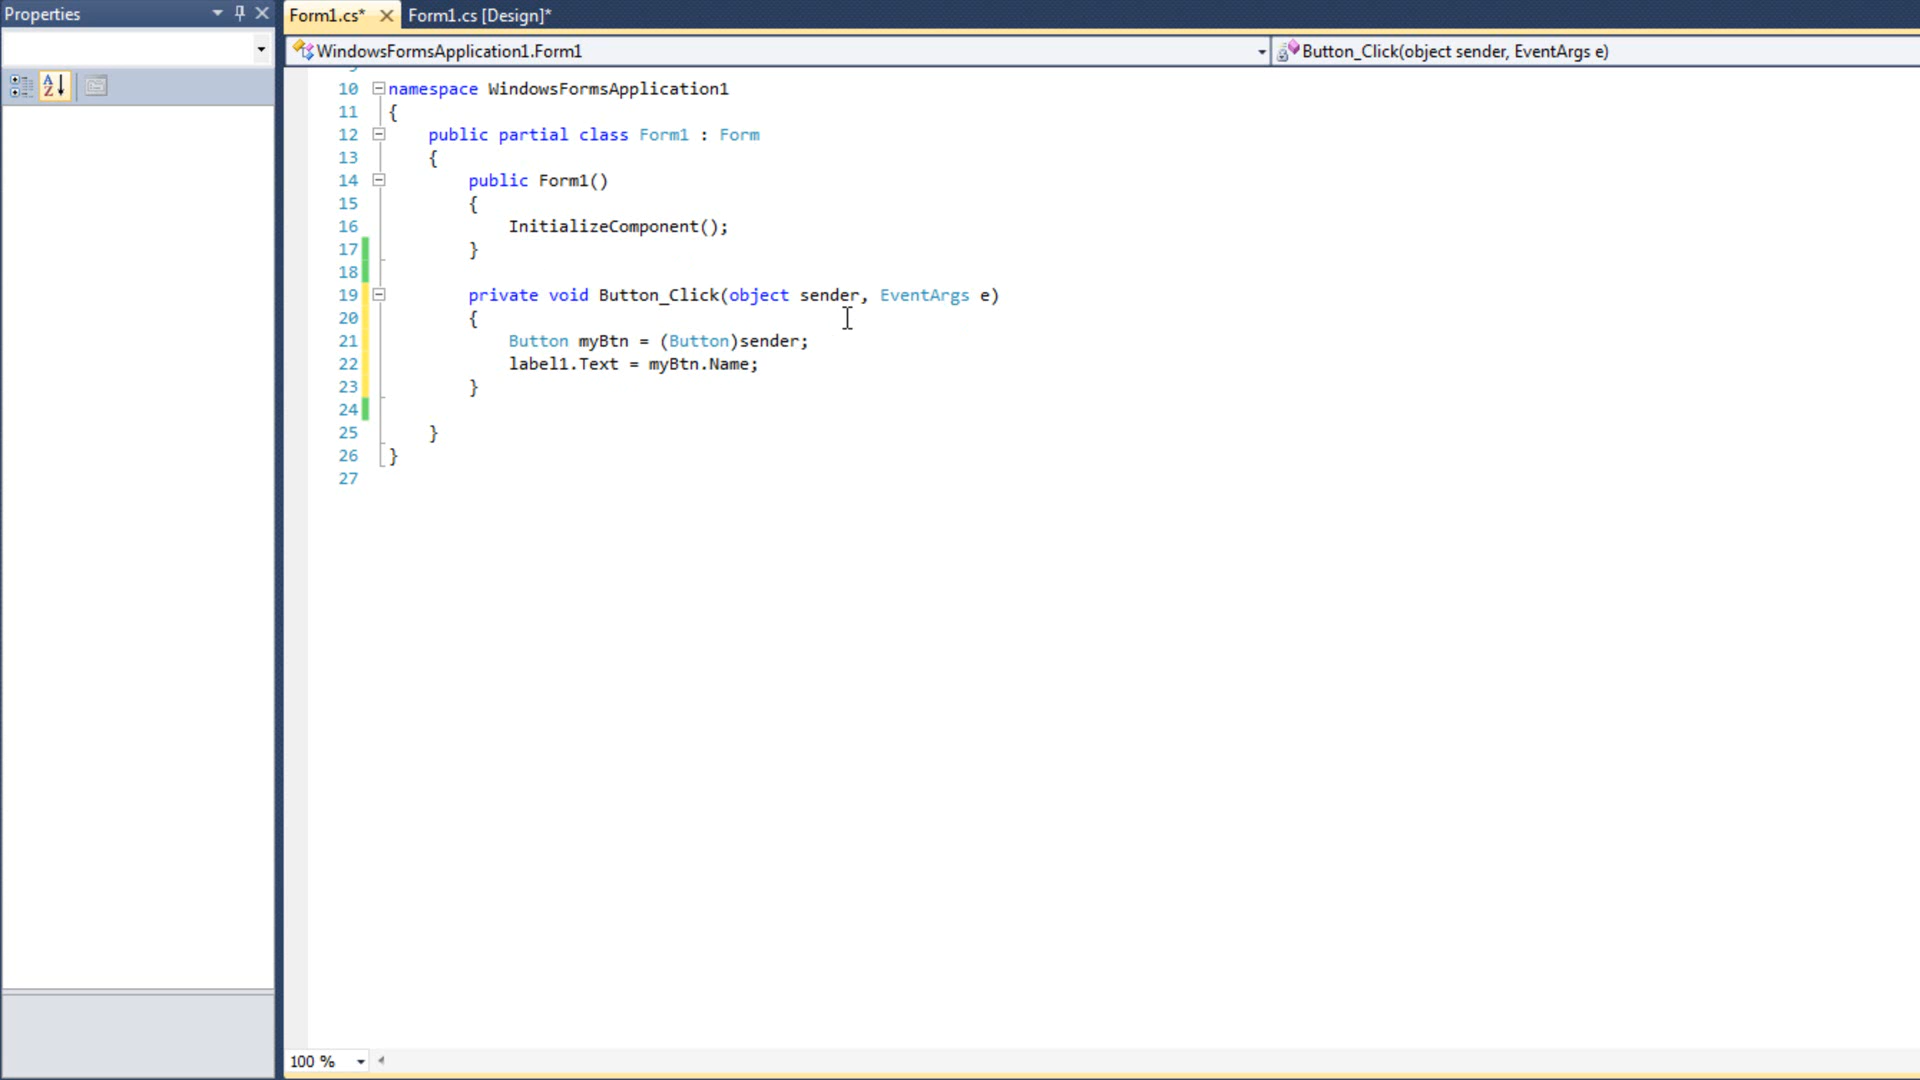 Properties
Form1.cs*
Form1.cs [Design]*
WindowsFormsApplication1.Form1
Button_Click(object sender, EventArgs e)
A
Z
10 namespace WindowsFormsApplication1
11 {
12 public partial class Form1 : Form
13 {
14 public Form1()
15 {
16 InitializeComponent();
17 }
18
19 private void Button_Click(object sender, EventArgs e)
20 {
21 Button myBtn = (Button)sender;
22 label1.Text = myBtn.Name;
23 }
24
25 }
26 }
27
100 %